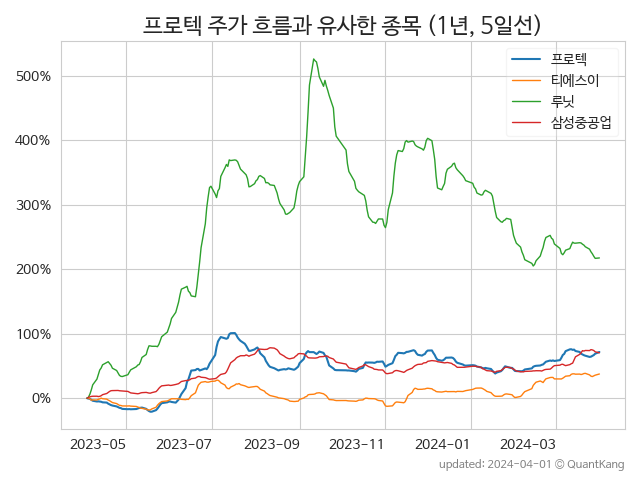 프로텍 주가 흐름과 유사한 종목 (1년, 5일선)
프로텍
티에스이
루닛
삼성중공업
500%
400%
300%
200%
100%
0%
2023-05 2023-07 2023-09 2023-11 2024-01 2024-03
updated: 2024-04-01 © QuantKang